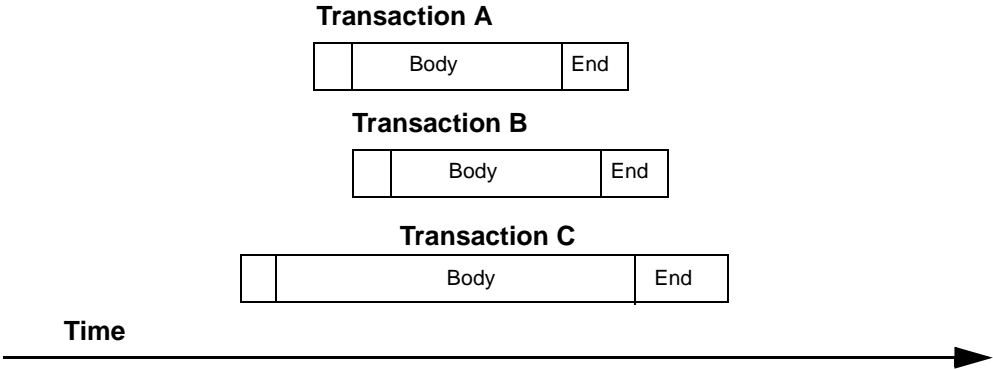 Transaction A
Body End
Transaction B
Body End
Transaction C
Body End
Time